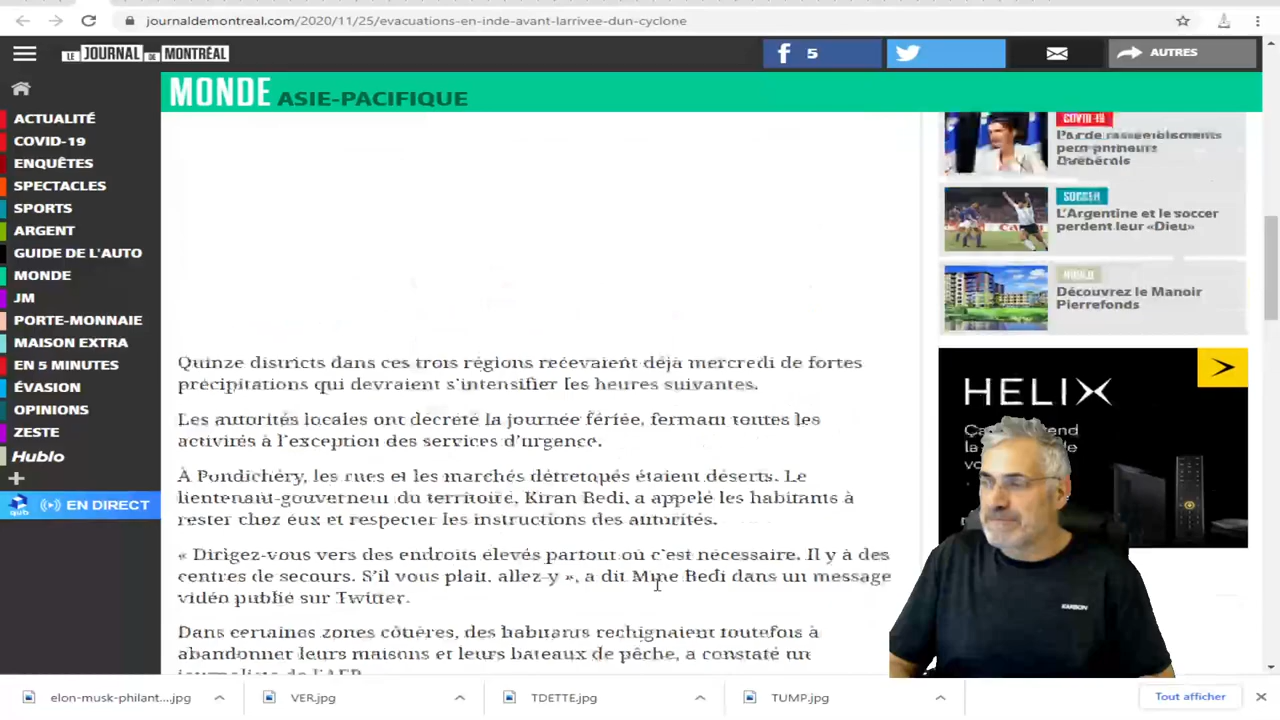 journaldemontreal.com/2020/11/25/evacuations-en-inde-avant-larrivee-dun-cyclone
LE JOURNAL DE MONTRÉAL
5
AUTRES
MONDE ASIE-PACIFIQUE
ACTUALITÉ
COVID-19
ENQUÊTES
SPECTACLES
SPORTS
ARGENT
GUIDE DE L'AUTO
MONDE
JM
PORTE-MONNAIE
MAISON EXTRA
EN 5 MINUTES
ÉVASION
OPINIONS
ZESTE
Hublo
QUB EN DIRECT
Quinze districts dans ces trois régions recevaient déjà mercredi de fortes
précipitations qui devraient s'intensifier les heures suivantes.
Les autorités locales ont décrété la journée fériée, fermant toutes les
activités à l'exception des services d'urgence.
À Pondichéry, les rues et les marchés détrempés étaient déserts. Le
lieutenant-gouverneur du territoire, Kiran Bedi, a appelé les habitants à
rester chez eux et respecter les instructions des autorités.
« Dirigez-vous vers des endroits élevés partout où c'est nécessaire. Il y a des
centres de secours. S'il vous plait, allez-y », a dit Mme Bedi dans un message
vidéo publié sur Twitter.
Dans certaines zones côtières, des habitants rechignaient toutefois à
abandonner leurs maisons et leurs bateaux de pêche, a constaté un
journaliste de l'AFP.
COVID-19
Pas de rassemblements
SOCCER
L'Argentine et le soccer
perdent leur «Dieu»
Découvrez le Manoir
Pierrefonds
HELIX
KARBON
elon-musk-philant....jpg
VER.jpg
TDETTE.jpg
TUMP.jpg
Tout afficher